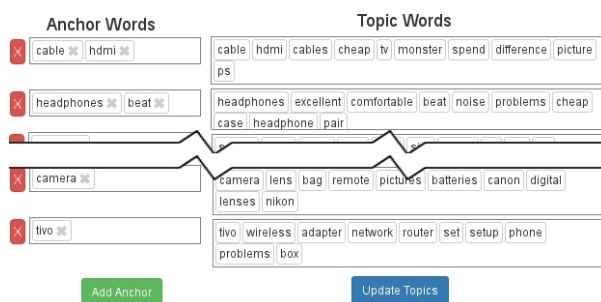 Anchor Words
Topic Words
X cable ✖ hdmi ✖
cable hdmi cables cheap tv monster spend difference picture
ps
X headphones ✖ beat ✖
headphones excellent comfortable beat noise problems cheap
case headphone pair
X camera ✖
camera lens bag remote pictures batteries canon digital
lenses nikon
X tivo ✖
tivo wireless adapter network router set setup phone
problems box
Add Anchor
Update Topics